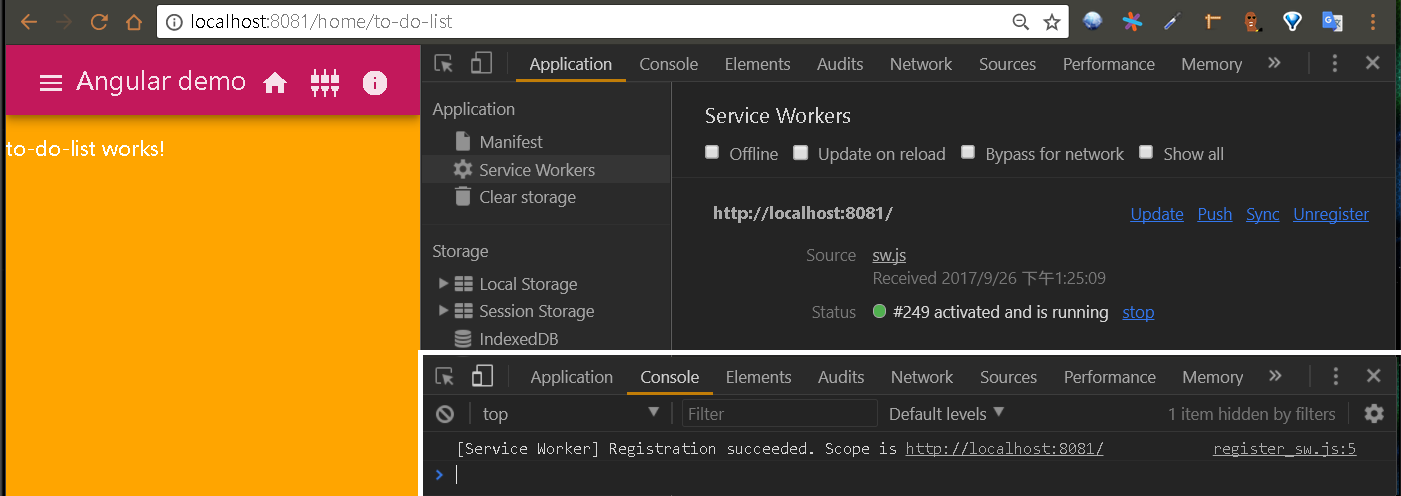 localhost:8081/home/to-do-list
Angular demo
to-do-list works!
Application Console Elements Audits Network Sources Performance Memory
Application
Manifest
Service Workers
Clear storage
Storage
Local Storage
Session Storage
IndexedDB
Service Workers
Offline Update on reload Bypass for network Show all
http://localhost:8081/ Update Push Sync Unregister
Source sw.js
Received 2017/9/26 下午1:25:09
Status #249 activated and is running stop
Application Console Elements Audits Network Sources Performance Memory
top Filter Default levels 1 item hidden by filters
[Service Worker] Registration succeeded. Scope is http://localhost:8081/ register_sw.js:5